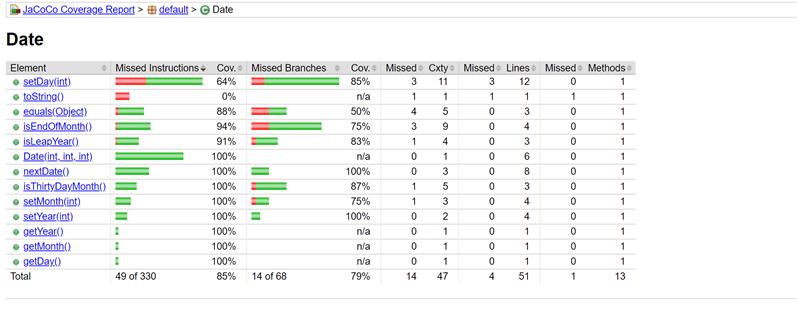 JaCoCo Coverage Report > default > Date
Date
Element Missed Instructions Cov. Missed Branches Cov. Missed Cxty Missed Lines Missed Methods
setDay(int) 64% 85% 3 11 3 12 0 1
toString() 0% n/a 1 1 1 1 1 1
equals(Object) 88% 50% 4 5 0 3 0 1
isEndOfMonth() 94% 75% 3 9 0 4 0 1
isLeapYear() 91% 83% 1 4 0 3 0 1
Date(int, int, int) 100% n/a 0 1 0 6 0 1
nextDate() 100% 100% 0 3 0 8 0 1
isThirtyDayMonth() 100% 87% 1 5 0 3 0 1
setMonth(int) 100% 75% 1 3 0 4 0 1
setYear(int) 100% 100% 0 2 0 4 0 1
getYear() 100% n/a 0 1 0 1 0 1
getMonth() 100% n/a 0 1 0 1 0 1
getDay() 100% n/a 0 1 0 1 0 1
Total 49 of 330 85% 14 of 68 79% 14 47 4 51 1 13